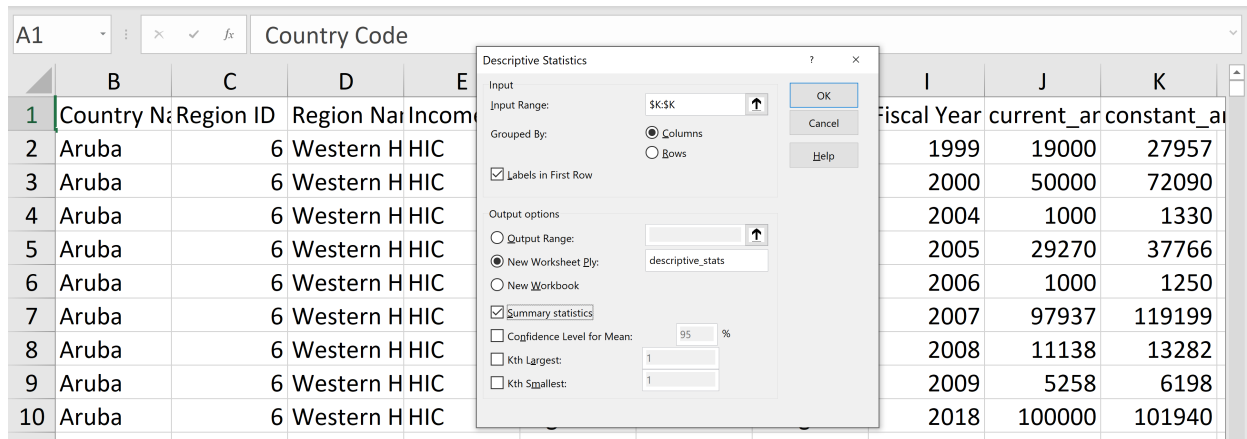 A1 fx Country Code
Descriptive Statistics ? ×
Input
Input Range: $K:$K
Grouped By: Columns
Rows
Labels in First Row
OK
Cancel
Help
Output options
Output Range:
New Worksheet Ply: descriptive_stats
New Workbook
Summary statistics
Confidence Level for Mean: 95 %
Kth Largest: 1
Kth Smallest: 1
B C D E I J K
1 Country Na Region ID Region Nar Income Fiscal Year current_ar constant_ar
2 Aruba 6 Western H HIC 1999 19000 27957
3 Aruba 6 Western H HIC 2000 50000 72090
4 Aruba 6 Western H HIC 2004 1000 1330
5 Aruba 6 Western H HIC 2005 29270 37766
6 Aruba 6 Western H HIC 2006 1000 1250
7 Aruba 6 Western H HIC 2007 97937 119199
8 Aruba 6 Western H HIC 2008 11138 13282
9 Aruba 6 Western H HIC 2009 5258 6198
10 Aruba 6 Western H HIC 2018 100000 101940